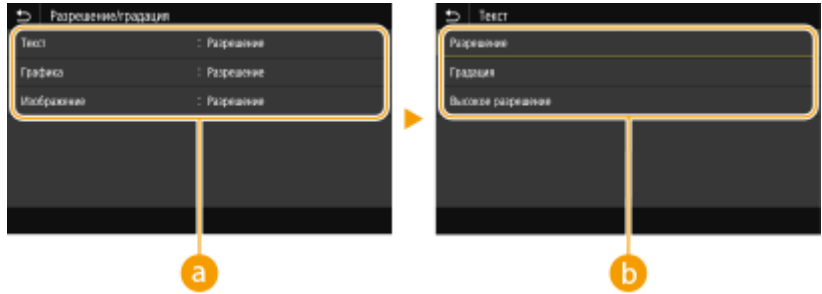 Разрешение/градация
Текст : Разрешение
Графика : Разрешение
Изображение : Разрешение
a
Текст
Разрешение
Градация
Высокое разрешение
b